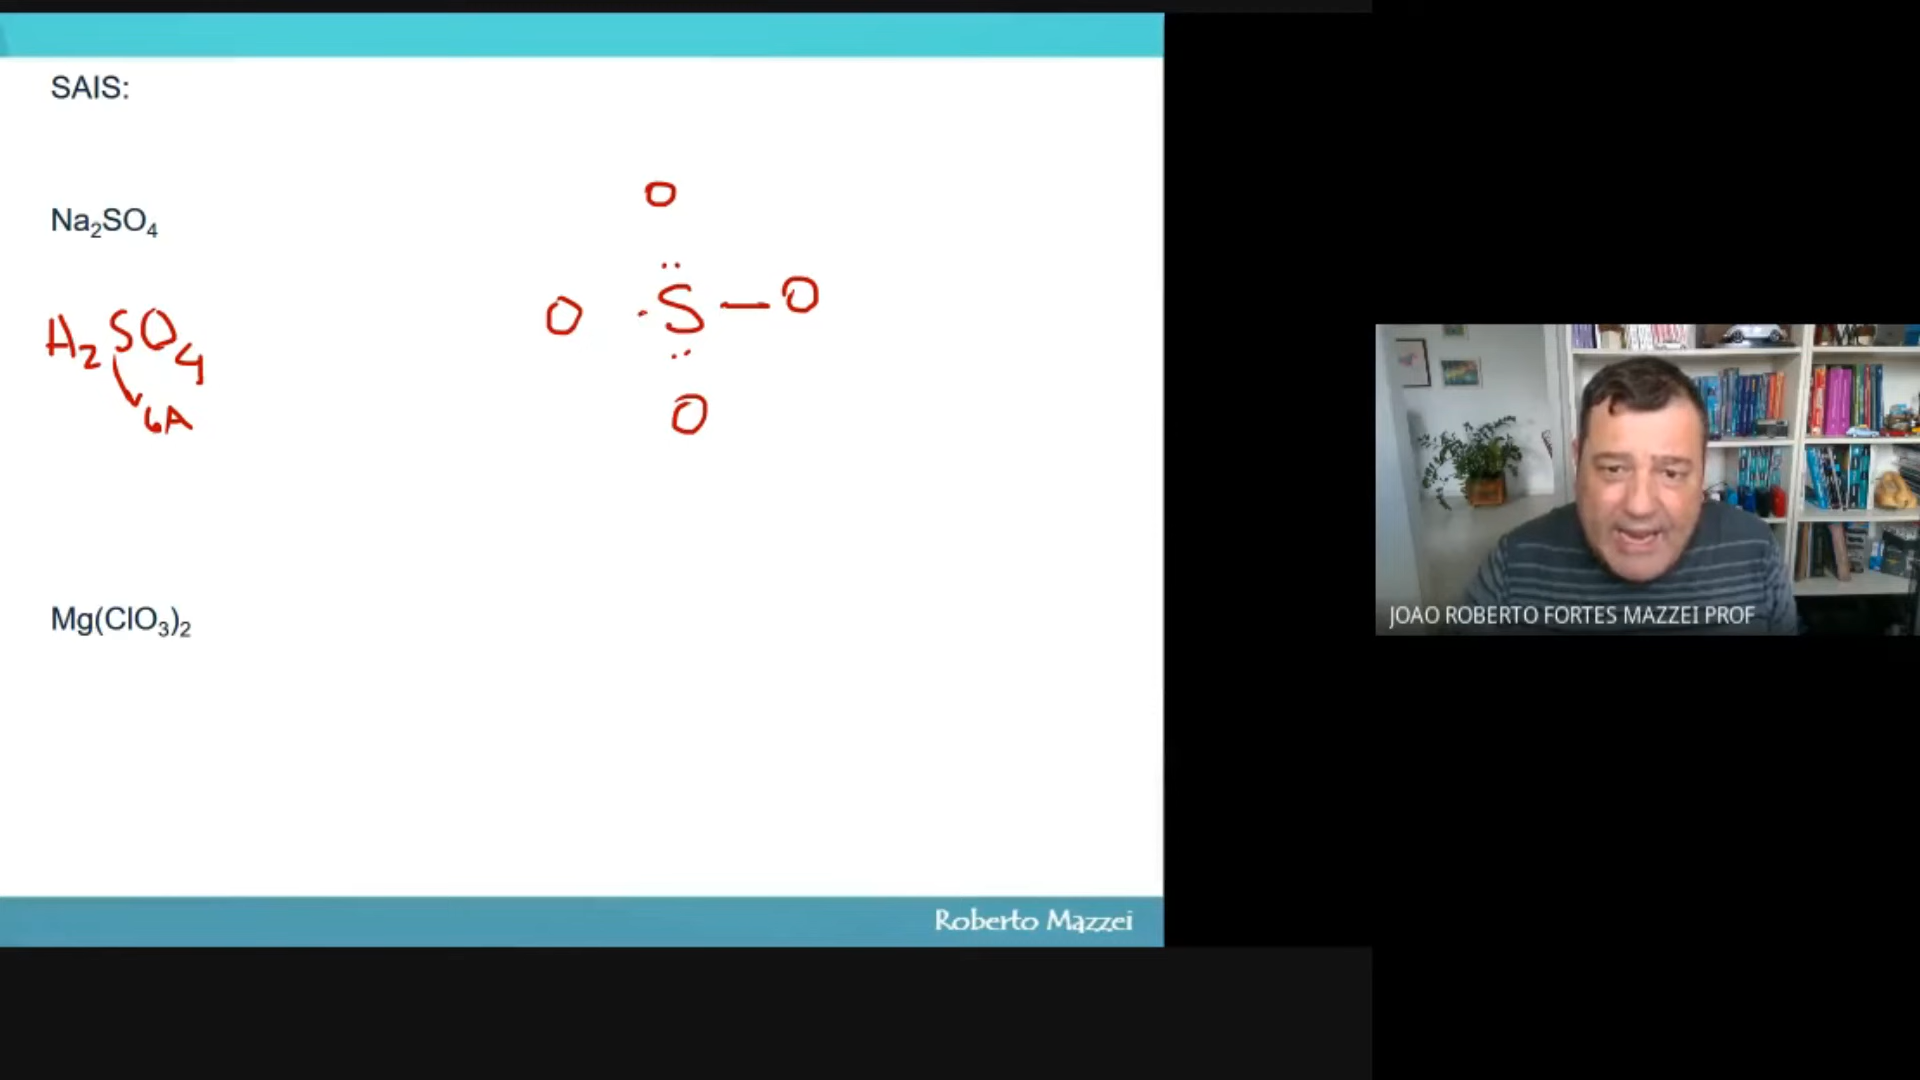 SAIS:
Na₂SO₄
H₂SO₄
6A
O
O ·S — O
O
Mg(ClO₃)₂
Roberto Mazzei
JOAO ROBERTO FORTES MAZZEI PROF